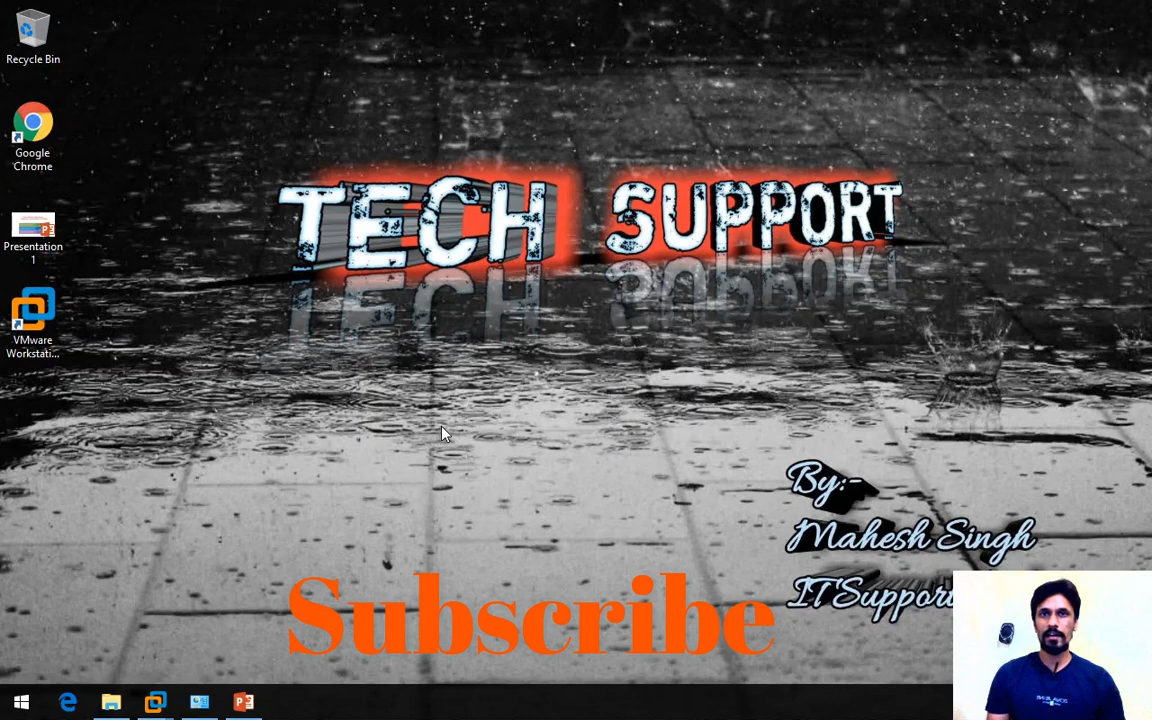 Recycle Bin
Google
Chrome
Presentation
1
VMware
Workstati...
TECH SUPPORT
By:-
Mahesh Singh
IT Support
Subscribe